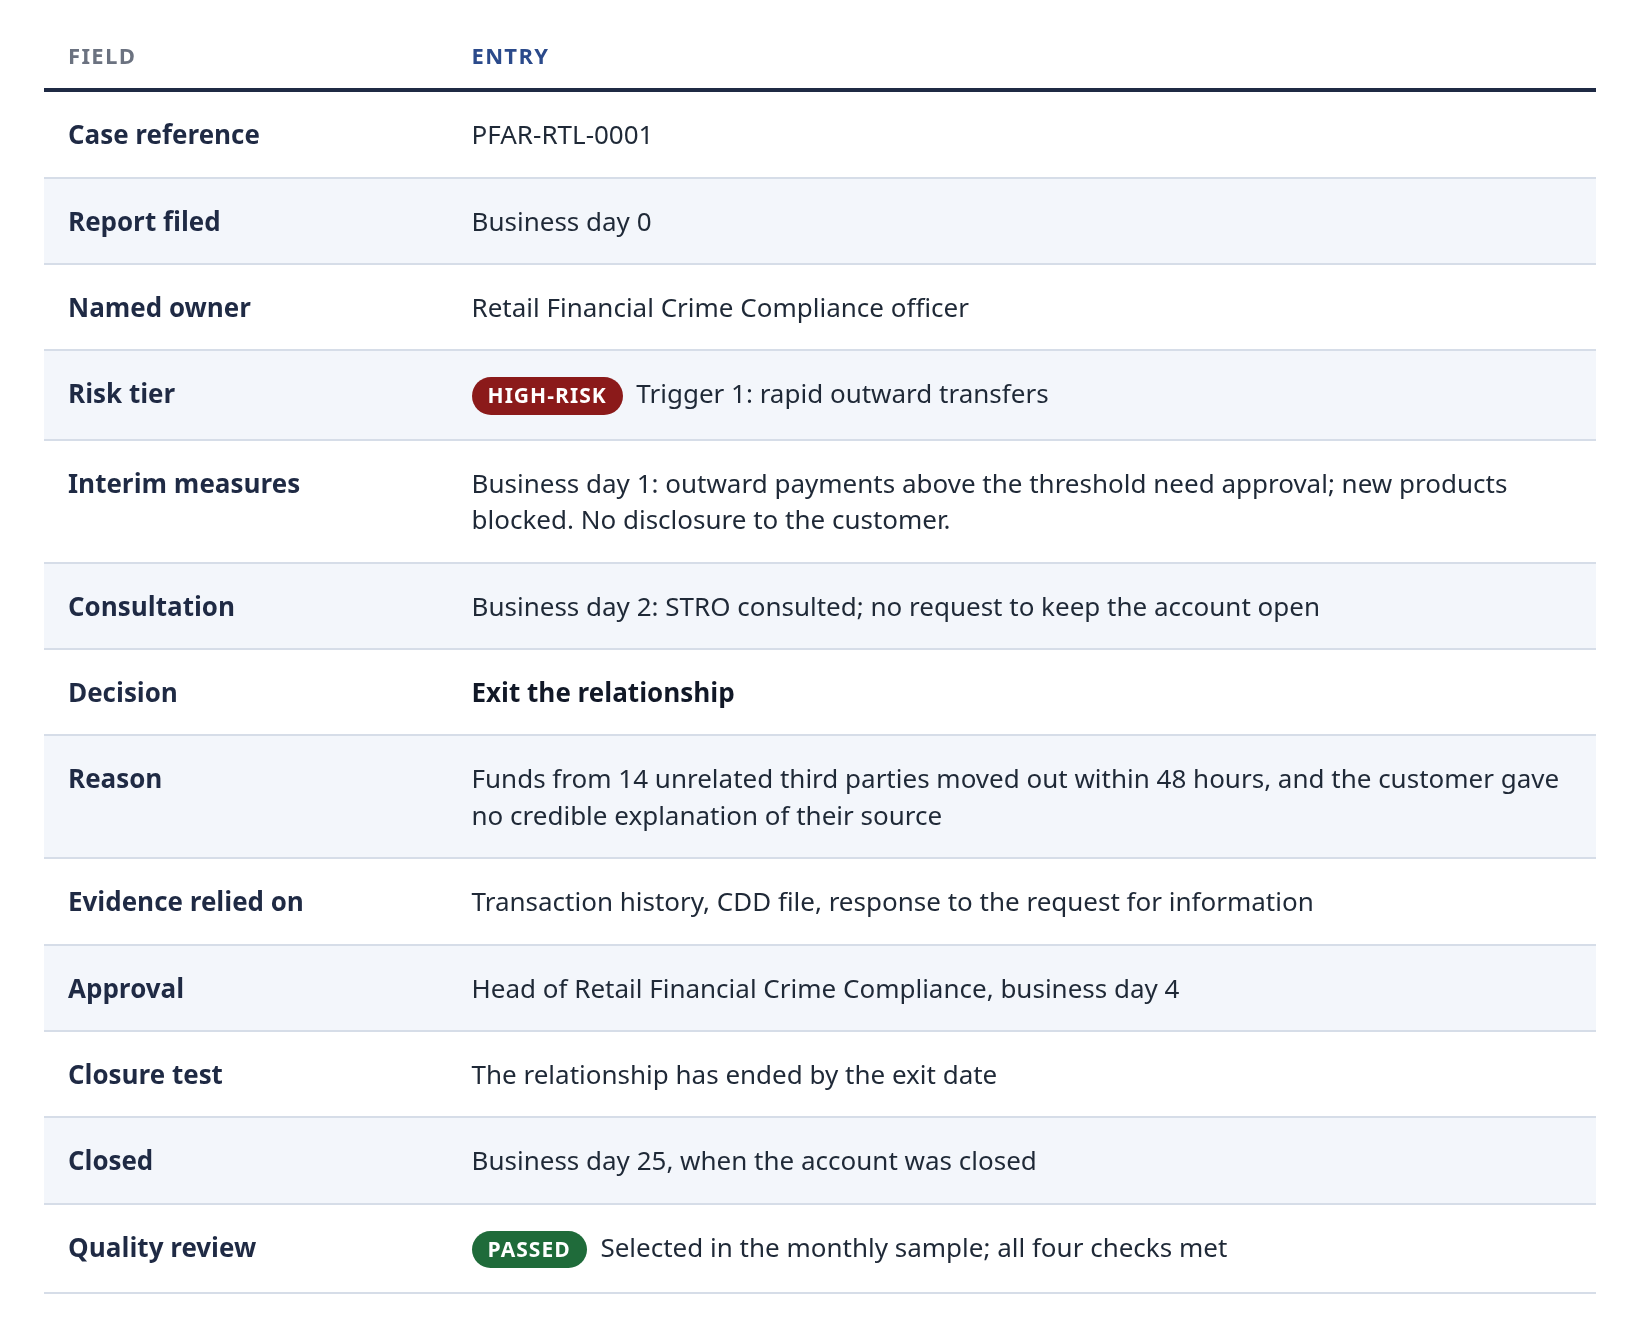 FIELD ENTRY
Case reference PFAR-RTL-0001
Report filed Business day 0
Named owner Retail Financial Crime Compliance officer
Risk tier HIGH-RISK Trigger 1: rapid outward transfers
Interim measures Business day 1: outward payments above the threshold need approval; new products
blocked. No disclosure to the customer.
Consultation Business day 2: STRO consulted; no request to keep the account open
Decision Exit the relationship
Reason Funds from 14 unrelated third parties moved out within 48 hours, and the customer gave
no credible explanation of their source
Evidence relied on Transaction history, CDD file, response to the request for information
Approval Head of Retail Financial Crime Compliance, business day 4
Closure test The relationship has ended by the exit date
Closed Business day 25, when the account was closed
Quality review PASSED Selected in the monthly sample; all four checks met